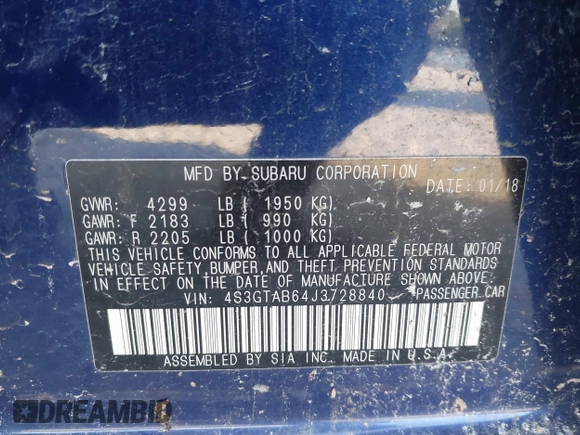 MFD BY SUBARU CORPORATION
DATE: 01/18
GVWR: 4299 LB ( 1950 KG)
GAWR: F 2183 LB ( 990 KG)
GAWR: R 2205 LB ( 1000 KG)
THIS VEHICLE CONFORMS TO ALL APPLICABLE FEDERAL MOTOR
VEHICLE SAFETY, BUMPER, AND THEFT PREVENTION STANDARDS
IN EFFECT ON THE DATE OF MANUFACTURE SHOWN ABOVE.
VIN: 4S3GTAB64J3728840 PASSENGER CAR
ASSEMBLED BY SIA INC. MADE IN U.S.A.
DREAMBID